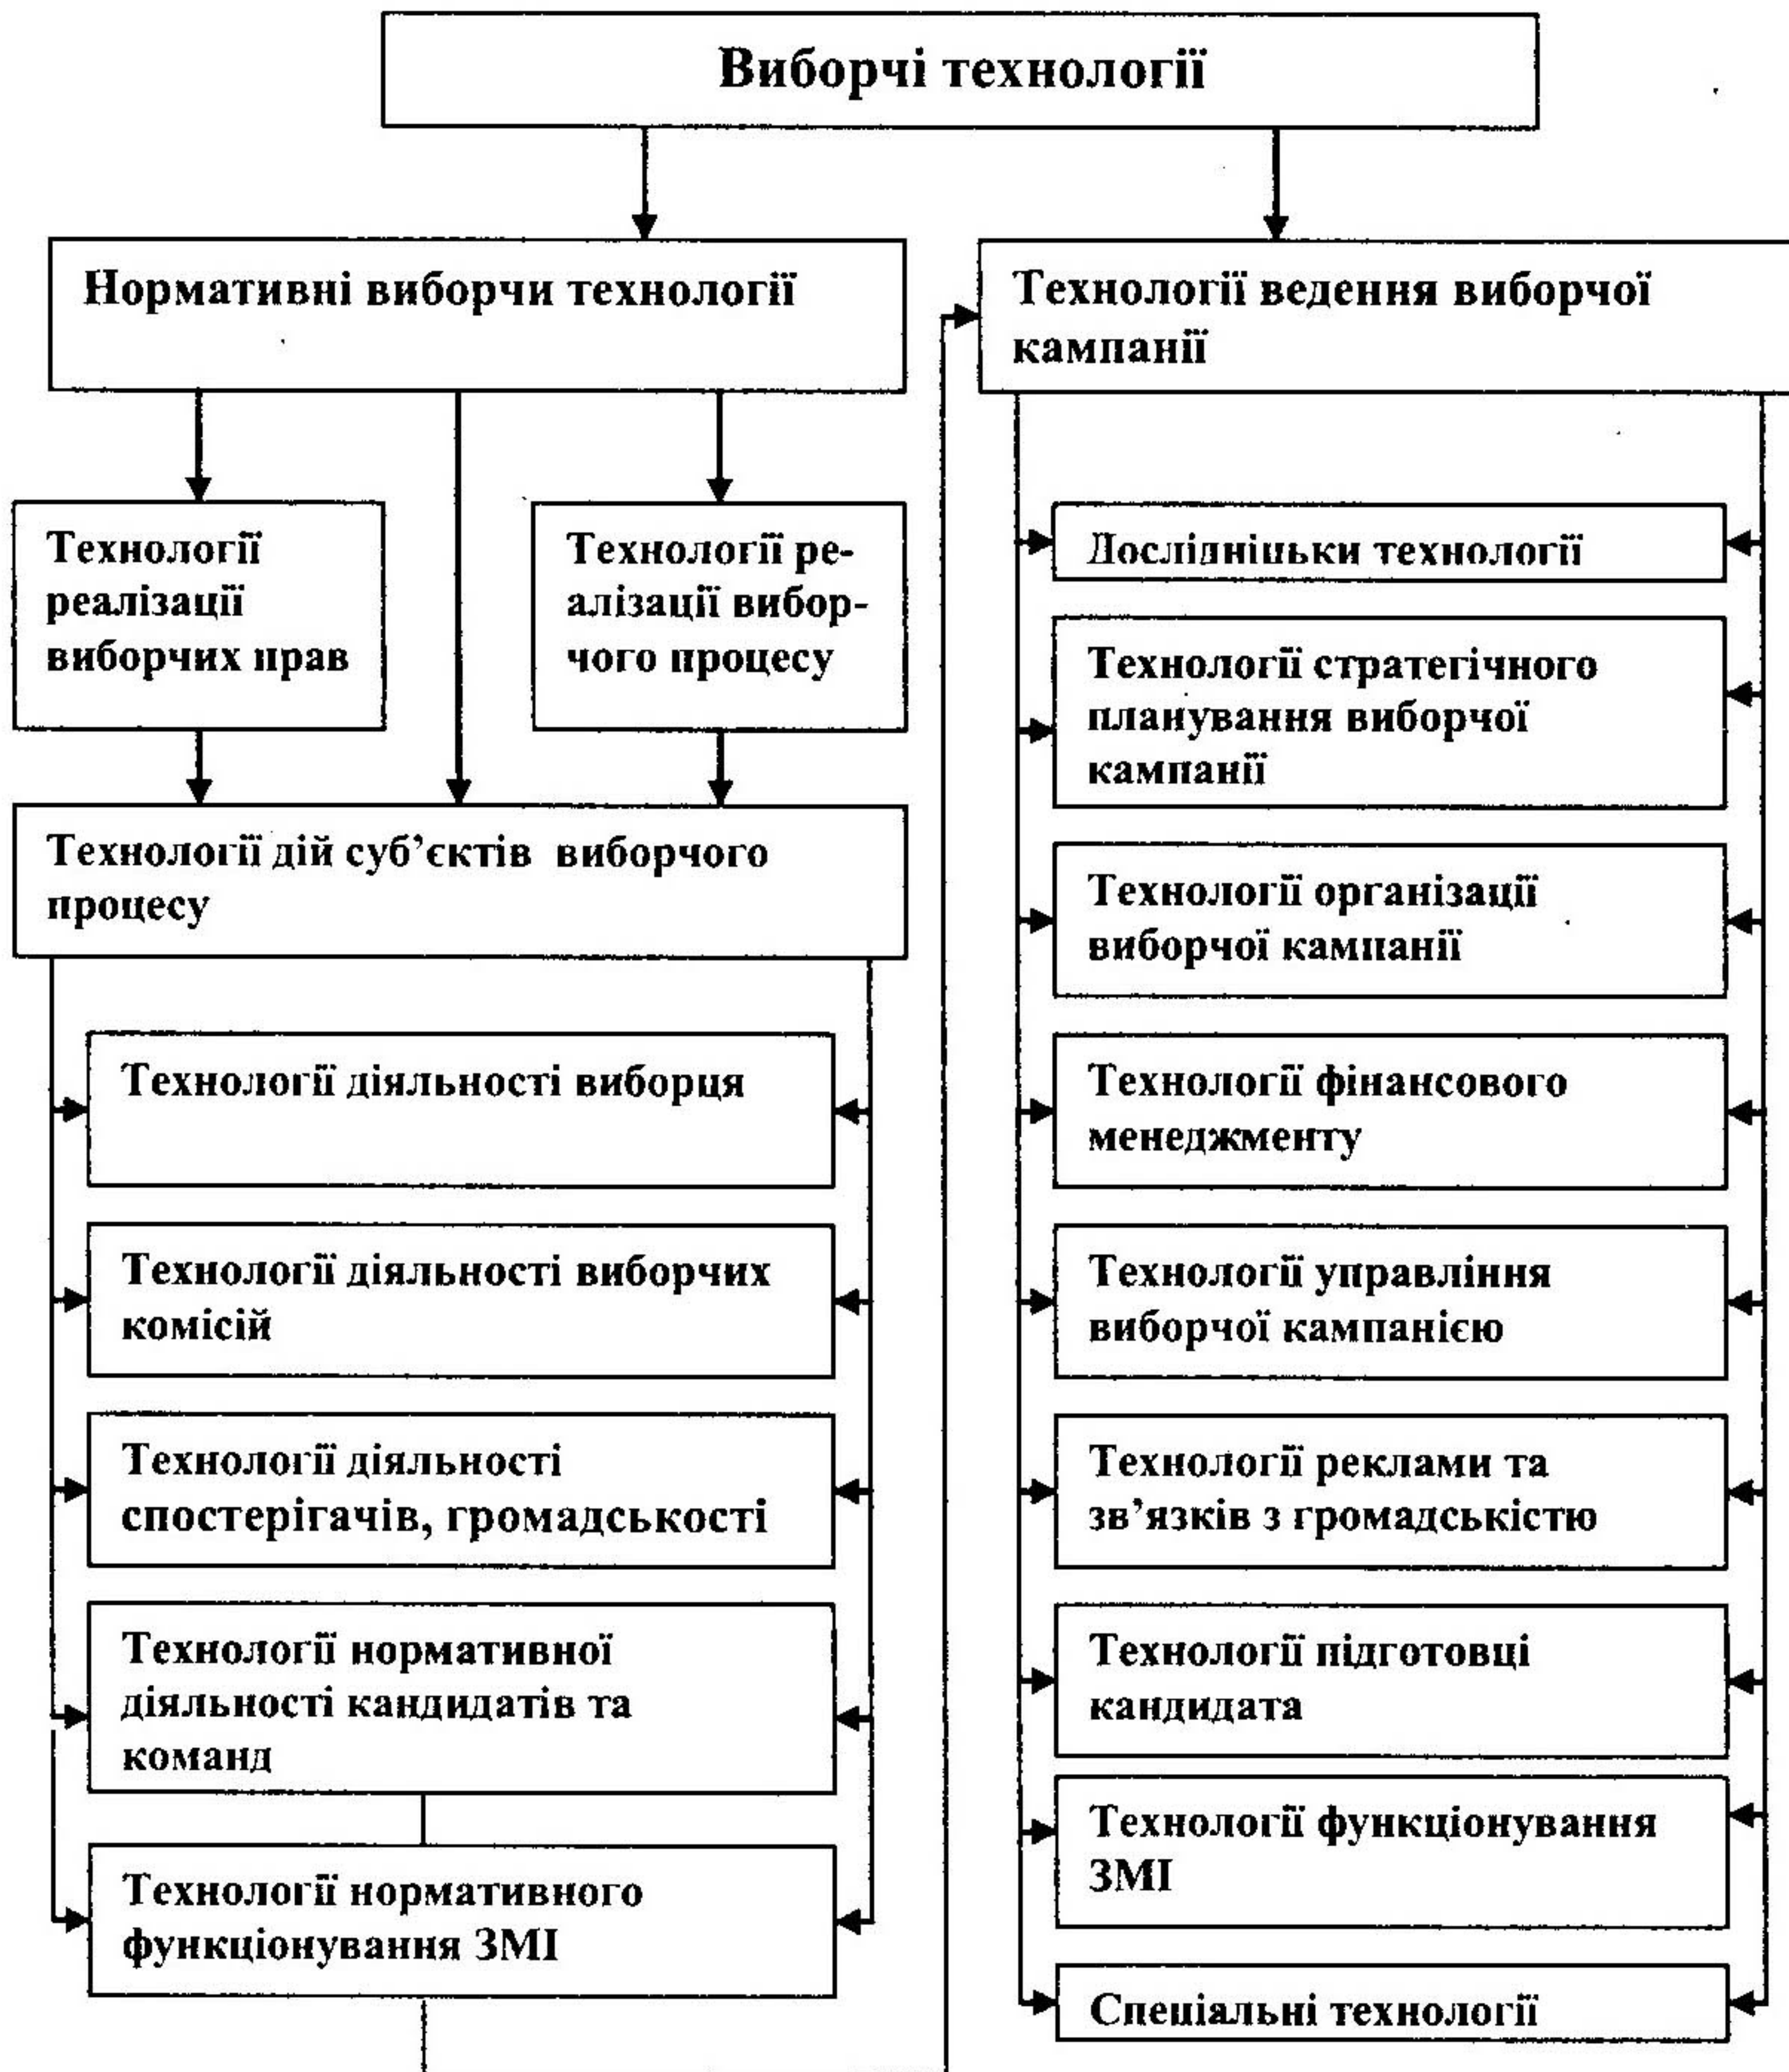 Виборчі технології
Нормативні виборчи технології
Технології
реалізації
виборчих прав
Технології ре-
алізації вибор-
чого процесу
Технології дій суб’єктів виборчого
процесу
Технології діяльності виборця
Технології діяльності виборчих
комісій
Технології діяльності
спостерігачів, громадськості
Технології нормативної
діяльності кандидатів та
команд
Технології нормативного
функціонування ЗМІ
Технології ведення виборчої
кампанії
Дослідніцьки технології
Технології стратегічного
планування виборчої
кампанії
Технології організації
виборчої кампанії
Технології фінансового
менеджменту
Технології управління
виборчої кампанією
Технології реклами та
зв’язків з громадськістю
Технології підготовці
кандидата
Технології функціонування
ЗМІ
Спеціальні технології